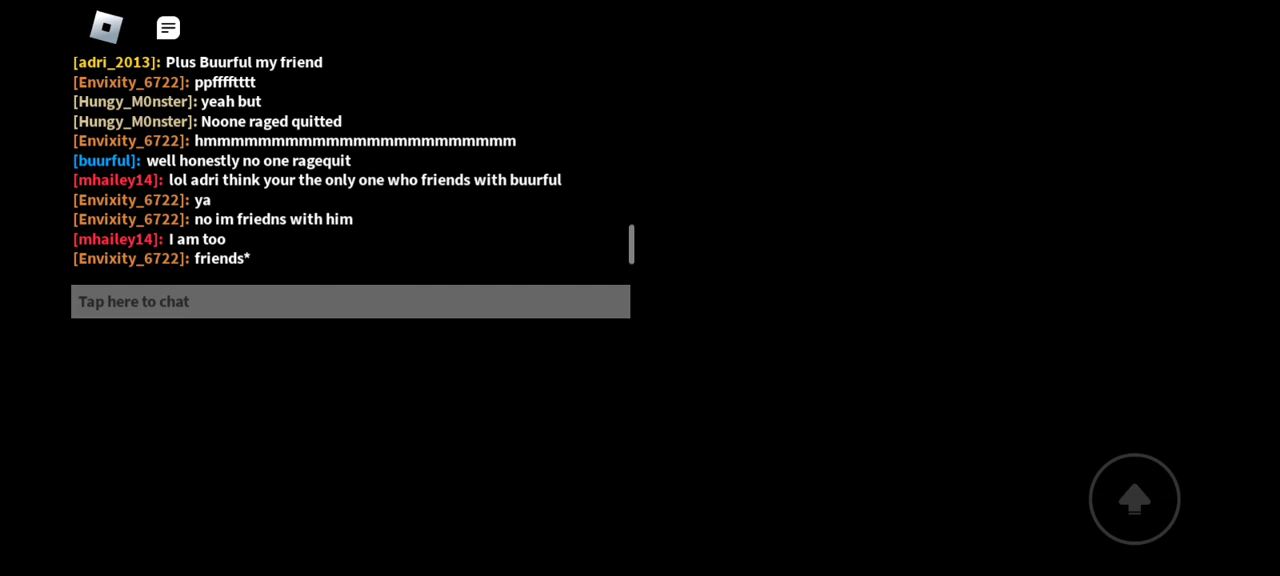 [adri_2013]: Plus Buurful my friend
[Envixity_6722]: ppffffftttt
[Hungy_M0nster]: yeah but
[Hungy_M0nster]: Noone raged quitted
[Envixity_6722]: hmmmmmmmmmmmmmmmmmmmmmmm
[buurful]: well honestly no one ragequit
[mhailey14]: lol adri think your the only one who friends with buurful
[Envixity_6722]: ya
[Envixity_6722]: no im friedns with him
[mhailey14]: I am too
[Envixity_6722]: friends*
Tap here to chat